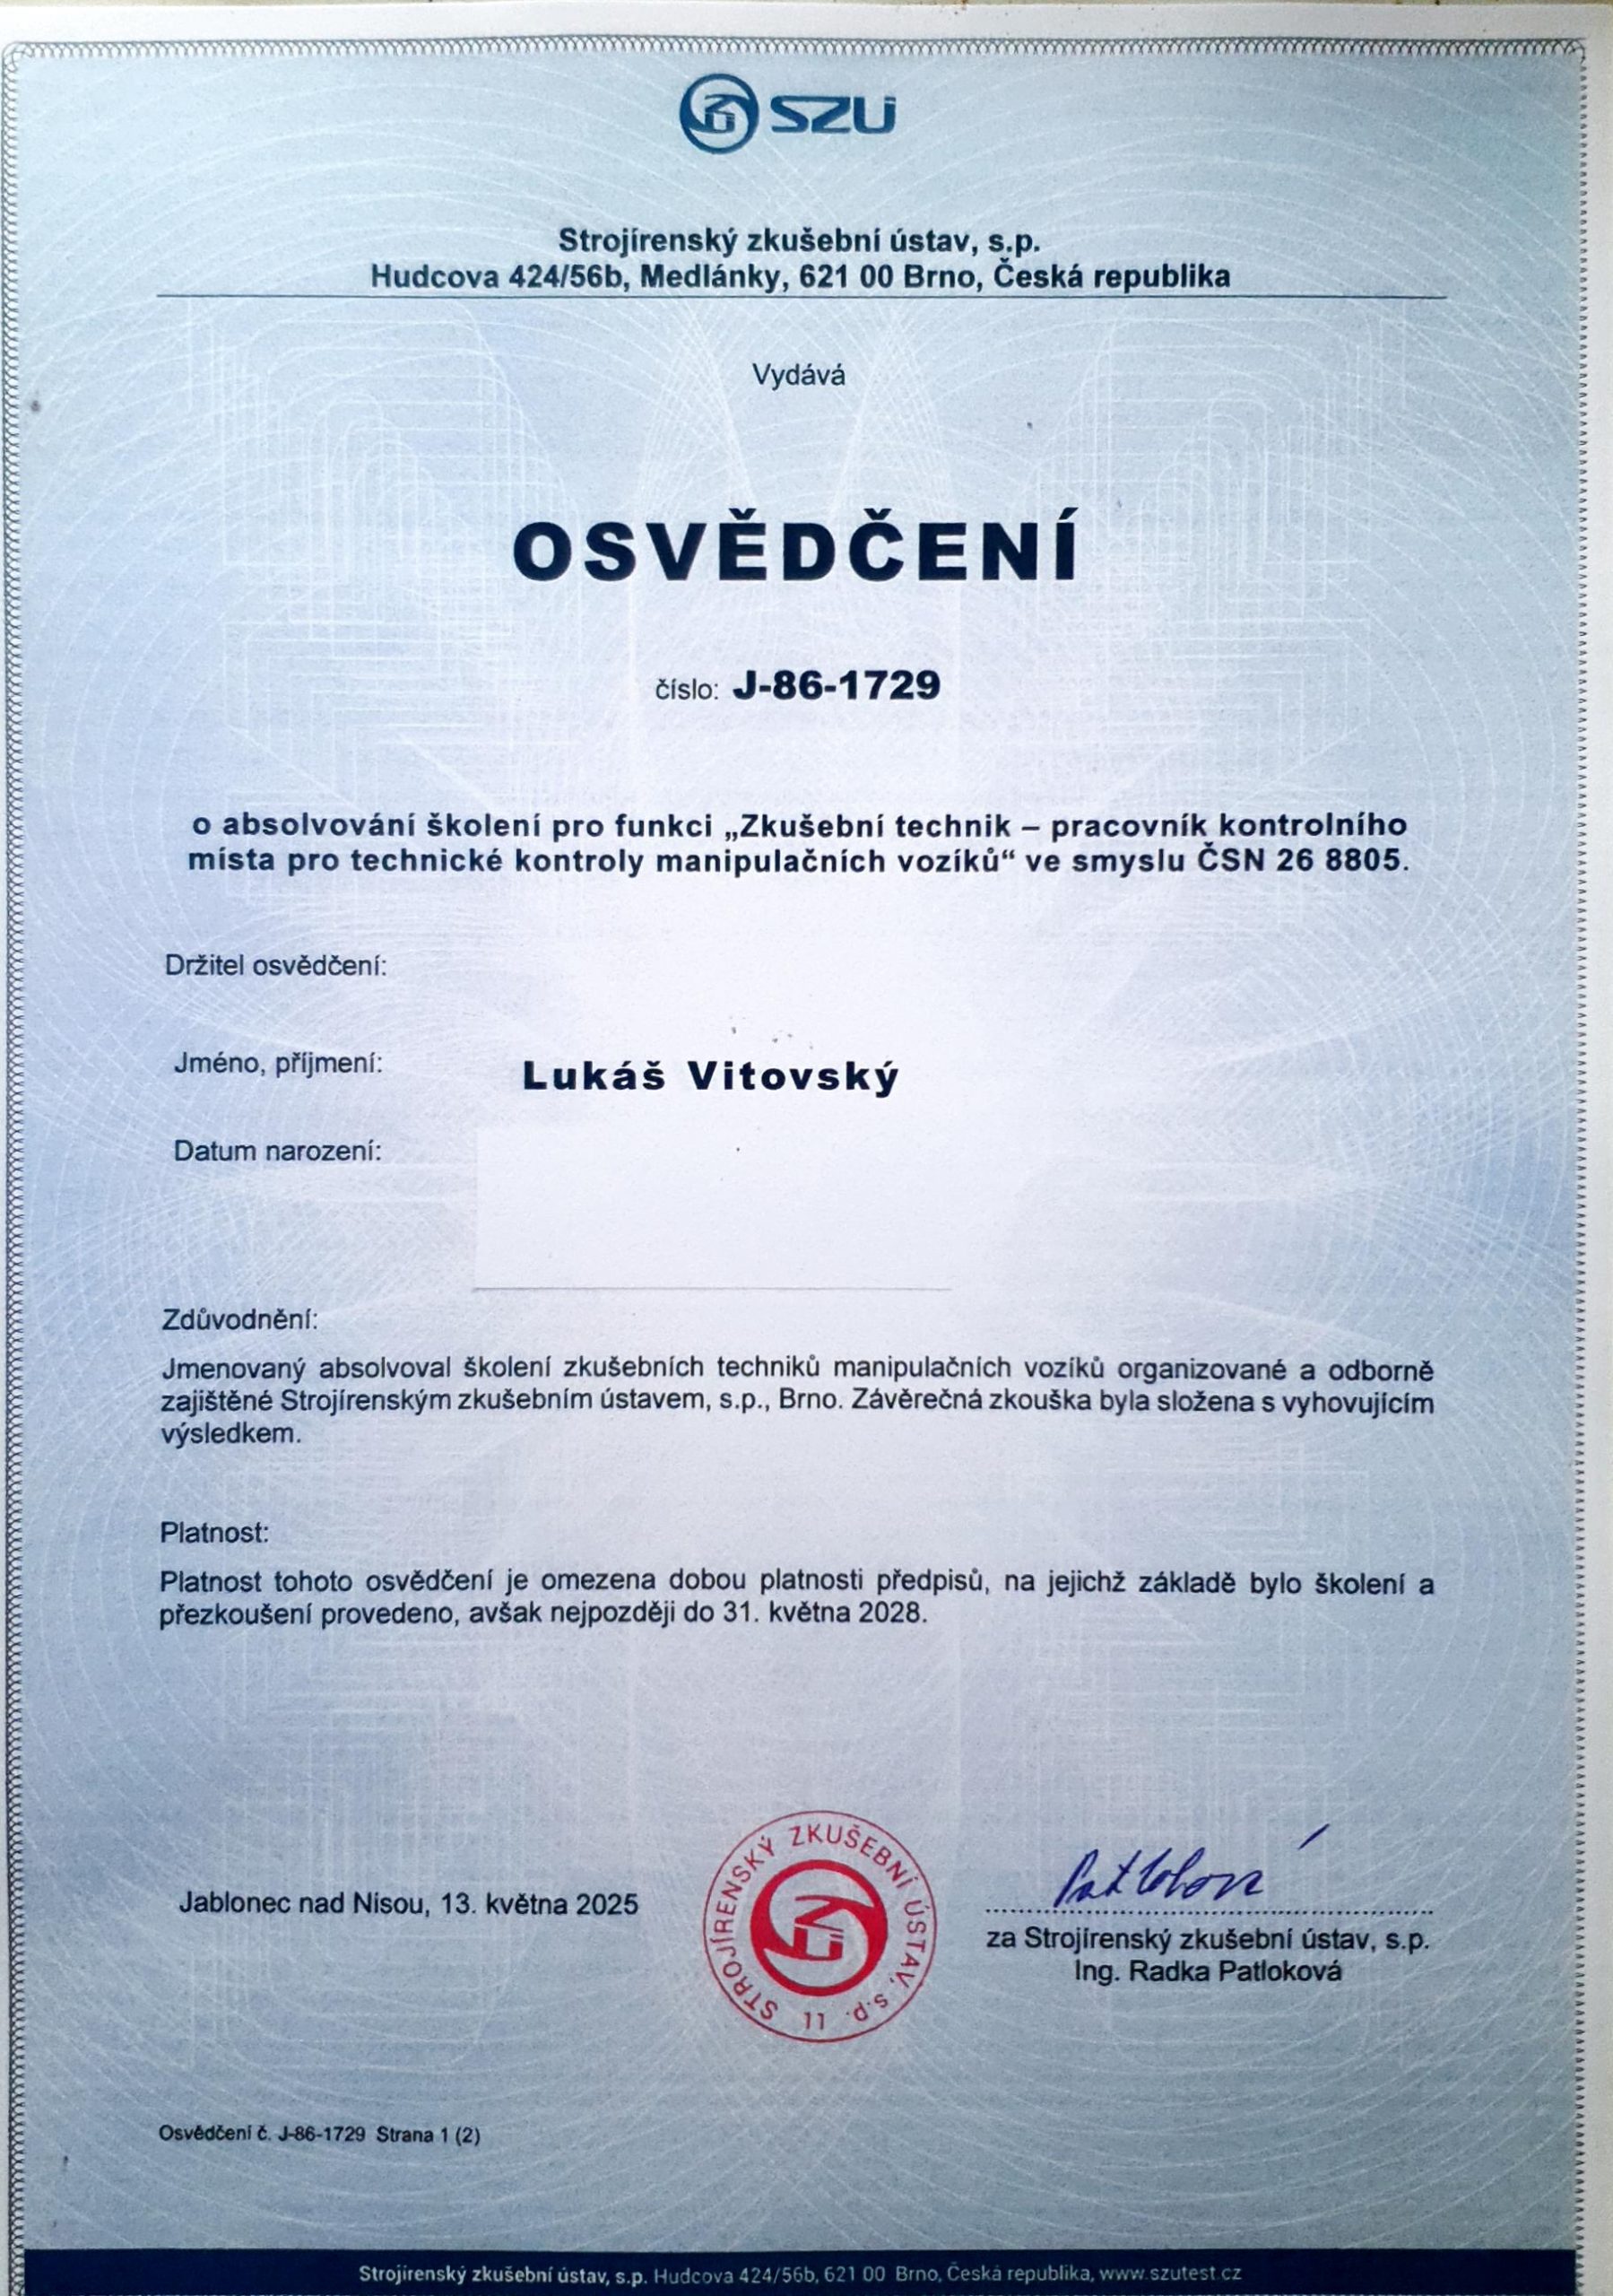 SZU
Strojírenský zkušební ústav, s.p.
Hudcova 424/56b, Medlánky, 621 00 Brno, Česká republika
Vydává
OSVĚDČENÍ
číslo: J-86-1729
o absolvování školení pro funkci „Zkušební technik – pracovník kontrolního
místa pro technické kontroly manipulačních vozíků“ ve smyslu ČSN 26 8805.
Držitel osvědčení:
Jméno, příjmení: Lukáš Vitovský
Datum narození:
Zdůvodnění:
Jmenovaný absolvoval školení zkušebních techniků manipulačních vozíků organizované a odborně
zajištěné Strojírenským zkušebním ústavem, s.p., Brno. Závěrečná zkouška byla složena s vyhovujícím
výsledkem.
Platnost:
Platnost tohoto osvědčení je omezena dobou platnosti předpisů, na jejichž základě bylo školení a
přezkoušení provedeno, avšak nejpozději do 31. května 2028.
Jablonec nad Nisou, 13. května 2025
STROJÍRENSKÝ ZKUŠEBNÍ ÚSTAV, s.p. 11
Patloková
za Strojírenský zkušební ústav, s.p.
Ing. Radka Patloková
Osvědčení č. J-86-1729 Strana 1 (2)
Strojírenský zkušební ústav, s.p. Hudcova 424/56b, 621 00 Brno, Česká republika, www.szutest.cz